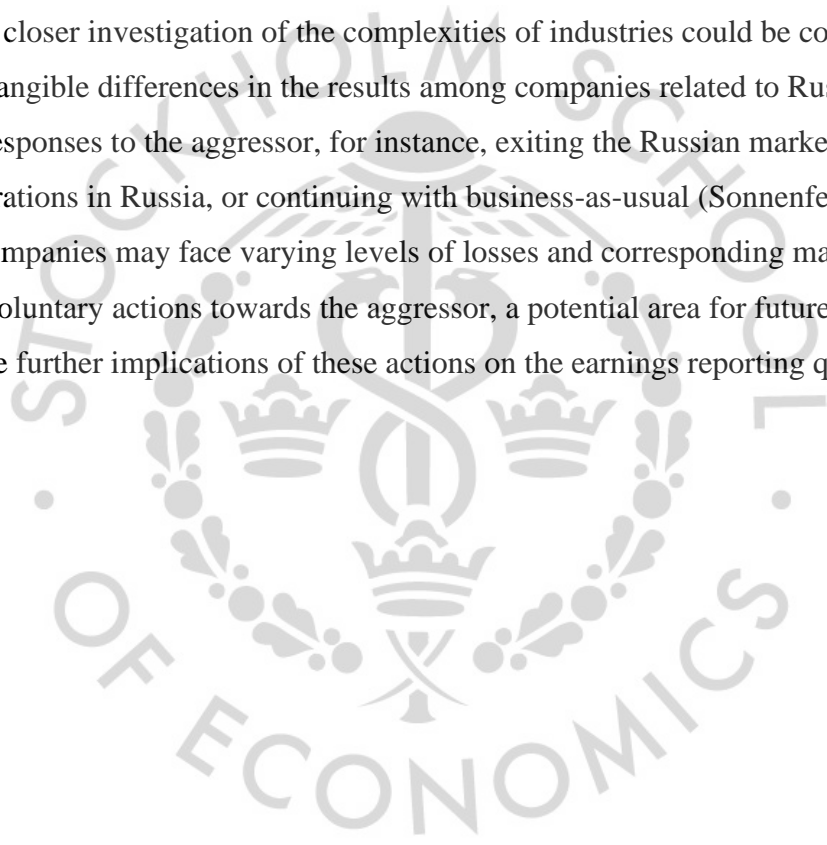 closer investigation of the complexities of industries could be co
angible differences in the results among companies related to Rus
esponses to the aggressor, for instance, exiting the Russian marke
rations in Russia, or continuing with business-as-usual (Sonnenfe
ompanies may face varying levels of losses and corresponding ma
oluntary actions towards the aggressor, a potential area for future
e further implications of these actions on the earnings reporting q
STOCKHOLM SCHOOL
· OF ECONOMICS ·